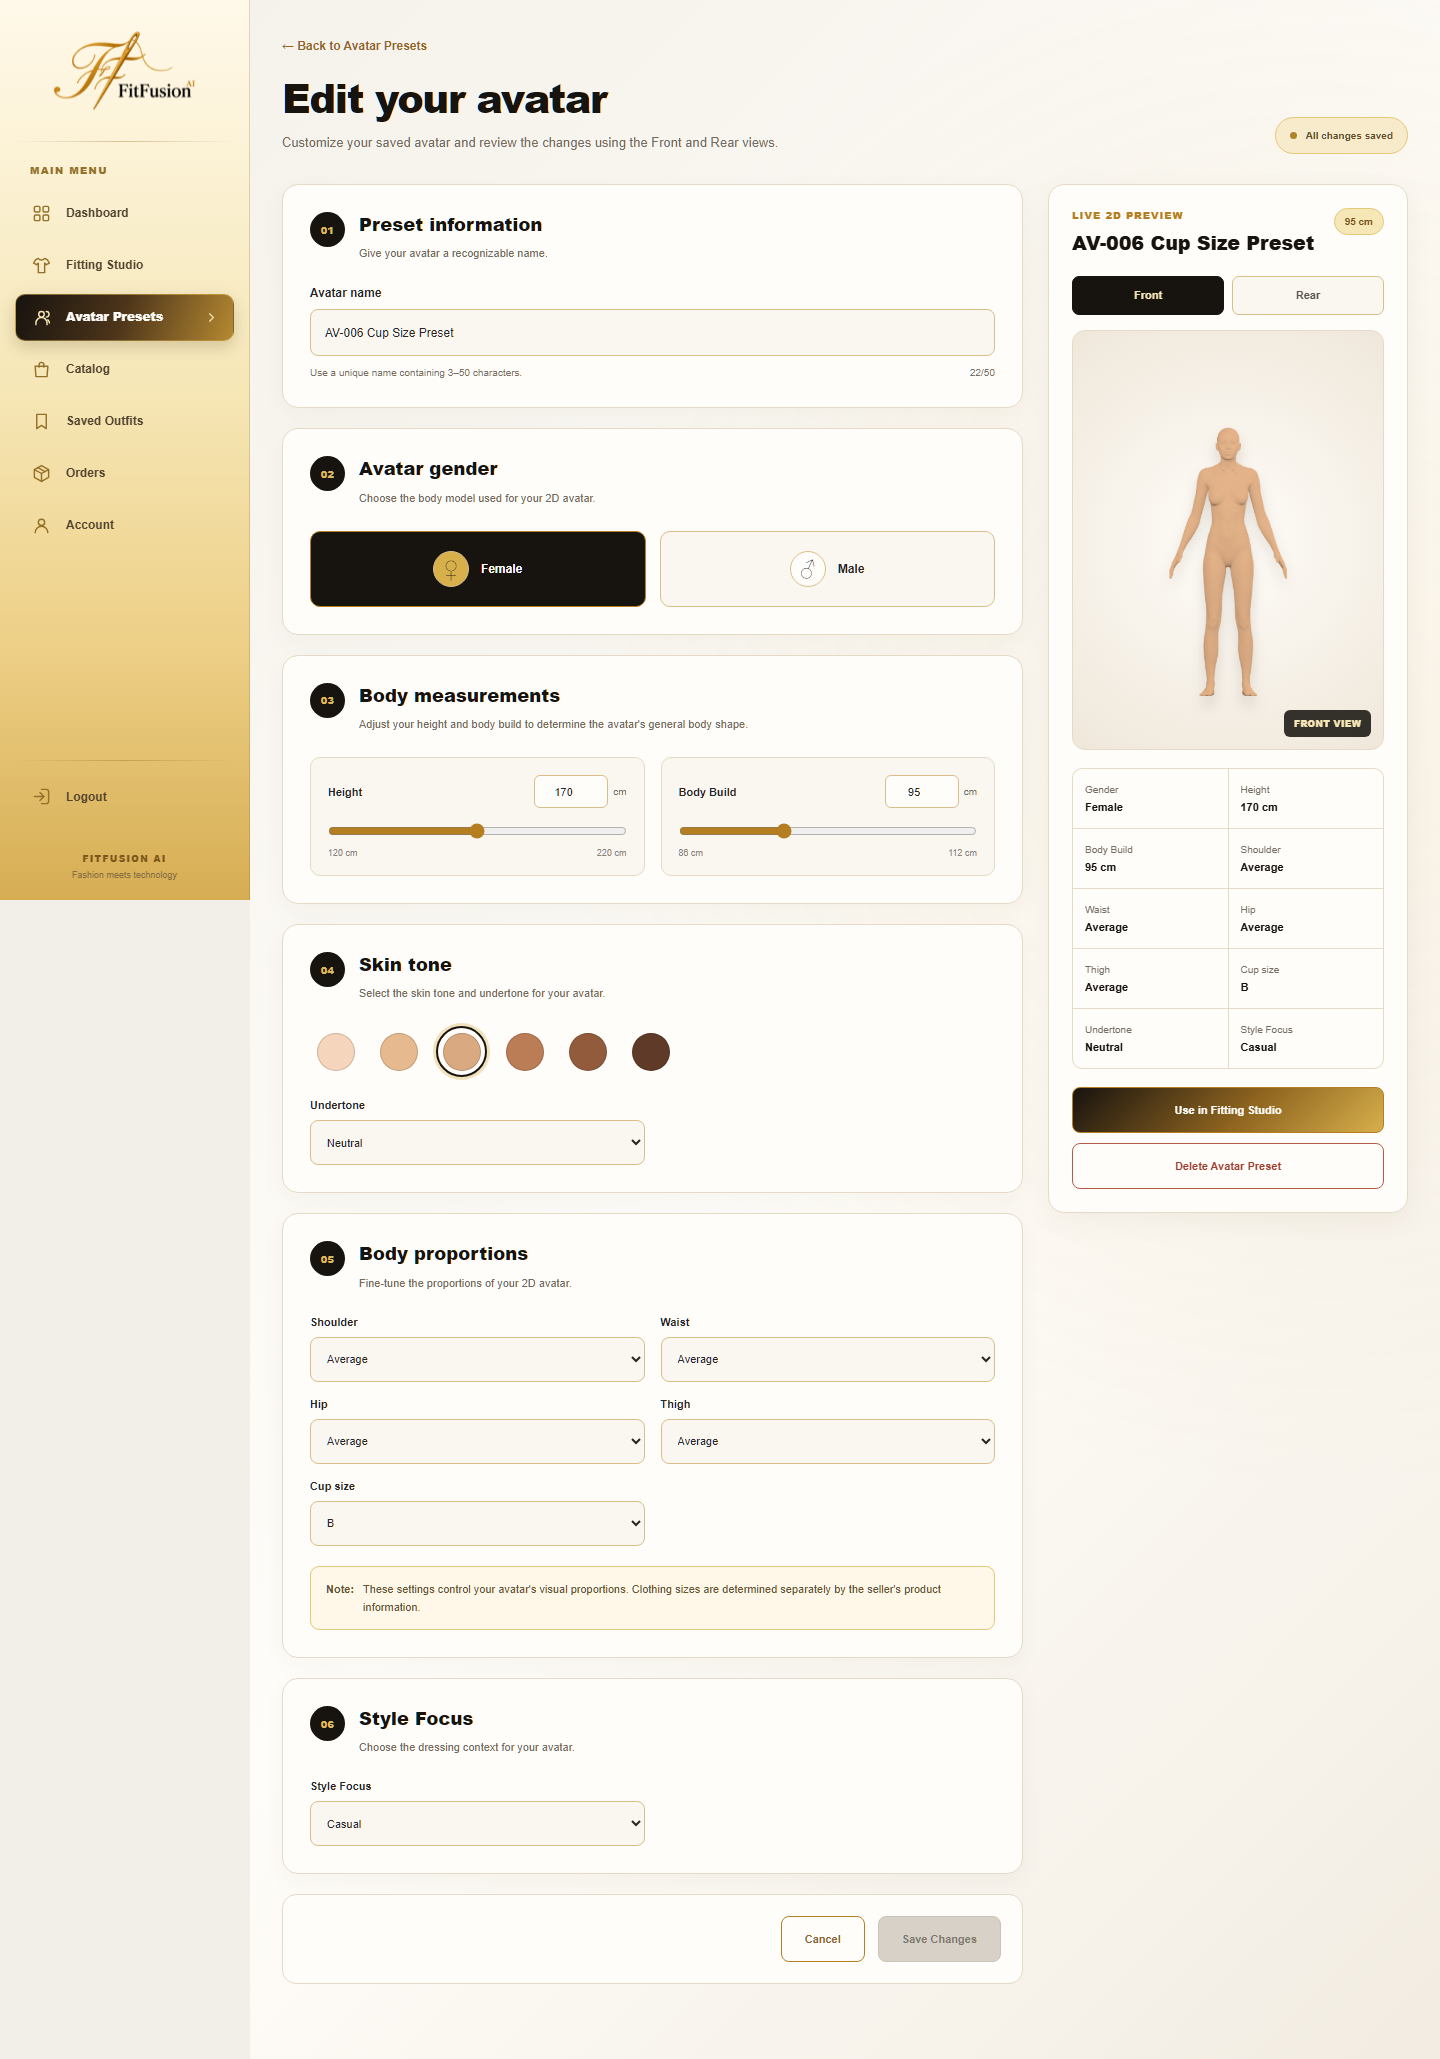 FitFusion AI
MAIN MENU
Dashboard
Fitting Studio
Avatar Presets
Catalog
Saved Outfits
Orders
Account
Logout
FITFUSION AI
Fashion meets technology
← Back to Avatar Presets
Edit your avatar
Customize your saved avatar and review the changes using the Front and Rear views.
All changes saved
01
Preset information
Give your avatar a recognizable name.
Avatar name
AV-006 Cup Size Preset
Use a unique name containing 3–50 characters.
22/50
02
Avatar gender
Choose the body model used for your 2D avatar.
♀ Female
♂ Male
03
Body measurements
Adjust your height and body build to determine the avatar's general body shape.
Height
170 cm
120 cm
220 cm
Body Build
95 cm
86 cm
112 cm
04
Skin tone
Select the skin tone and undertone for your avatar.
Undertone
Neutral
05
Body proportions
Fine-tune the proportions of your 2D avatar.
Shoulder
Average
Waist
Average
Hip
Average
Thigh
Average
Cup size
B
Note: These settings control your avatar's visual proportions. Clothing sizes are determined separately by the seller's product
information.
06
Style Focus
Choose the dressing context for your avatar.
Style Focus
Casual
Cancel
Save Changes
LIVE 2D PREVIEW
95 cm
AV-006 Cup Size Preset
Front
Rear
FRONT VIEW
Gender
Female
Height
170 cm
Body Build
95 cm
Shoulder
Average
Waist
Average
Hip
Average
Thigh
Average
Cup size
B
Undertone
Neutral
Style Focus
Casual
Use in Fitting Studio
Delete Avatar Preset